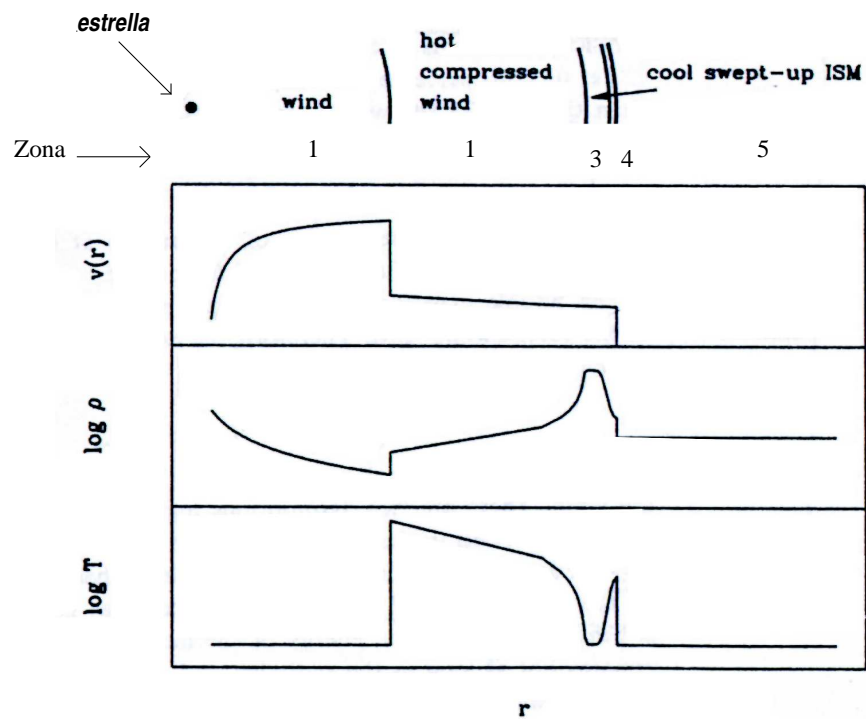 estrella
hot
compressed
wind
wind
cool swept-up ISM
Zona
1
1
3
4
5
v(r)
log ρ
log T
r